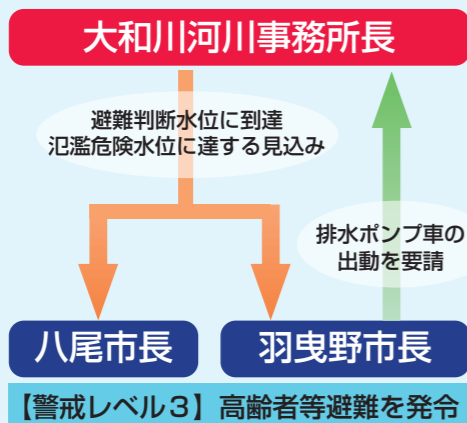 大和川河川事務所長
避難判断水位に到達
氾濫危険水位に達する見込み
排水ポンプ車の
出動を要請
八尾市長
羽曳野市長
【警戒レベル3】高齢者等避難を発令